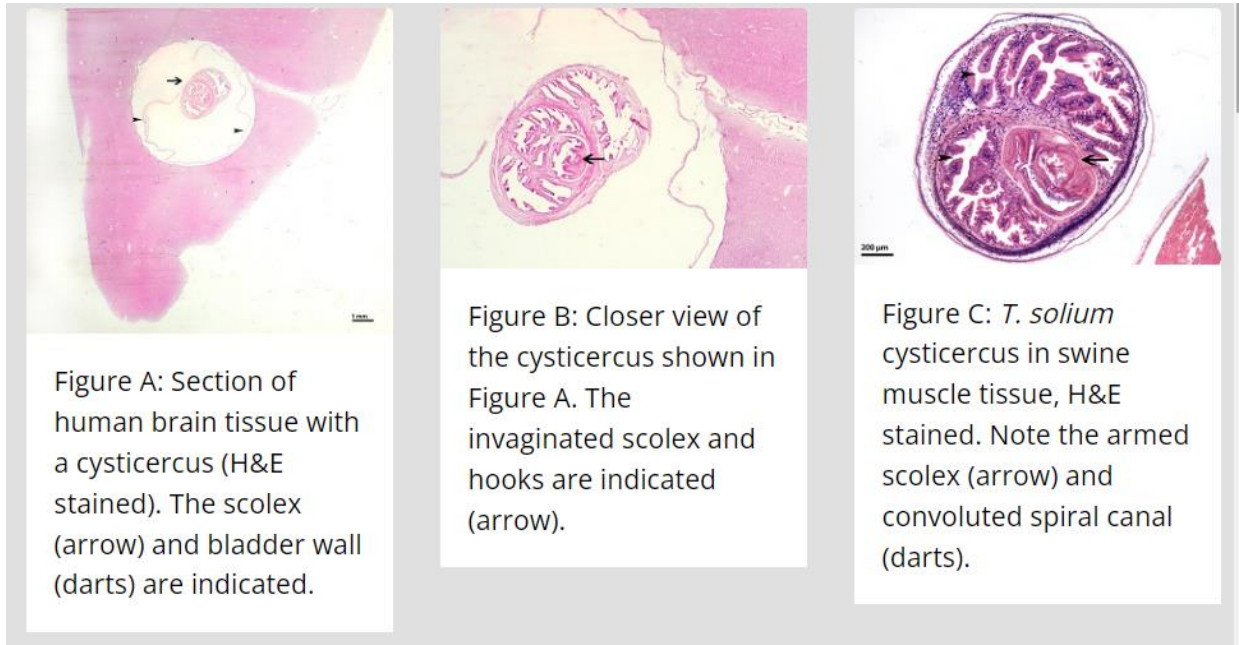 1 mm
Figure A: Section of
human brain tissue with
a cysticercus (H&E
stained). The scolex
(arrow) and bladder wall
(darts) are indicated.
Figure B: Closer view of
the cysticercus shown in
Figure A. The
invaginated scolex and
hooks are indicated
(arrow).
200 µm
Figure C: T. solium
cysticercus in swine
muscle tissue, H&E
stained. Note the armed
scolex (arrow) and
convoluted spiral canal
(darts).